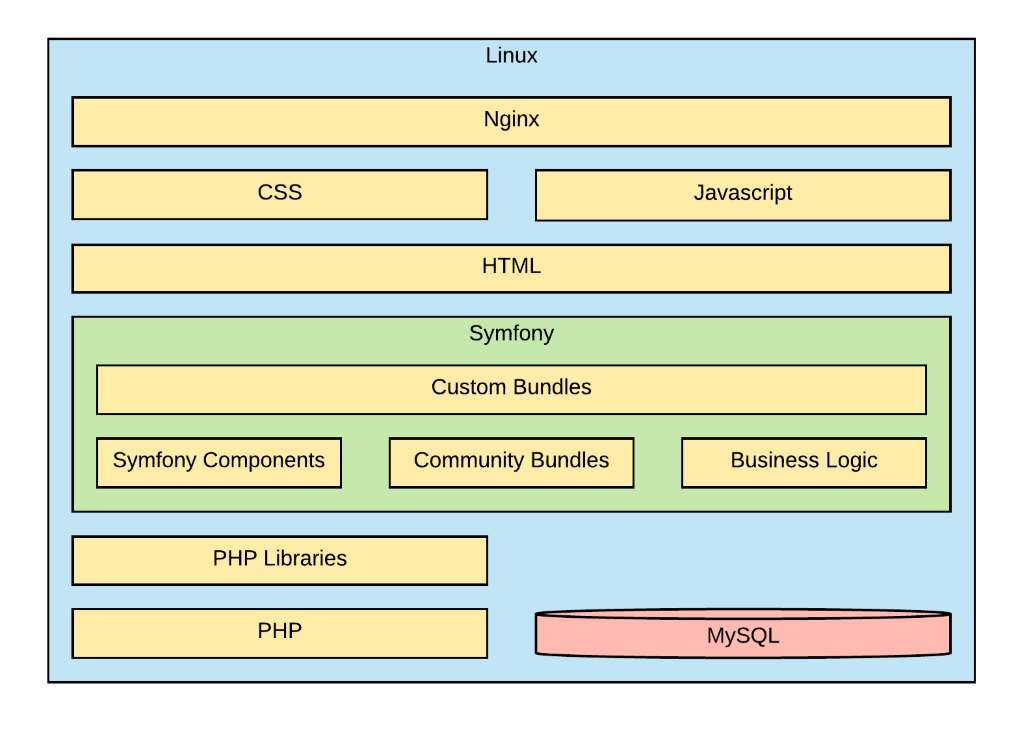 Linux
Nginx
CSS
Javascript
HTML
Symfony
Custom Bundles
Symfony Components
Community Bundles
Business Logic
PHP Libraries
PHP
MySQL